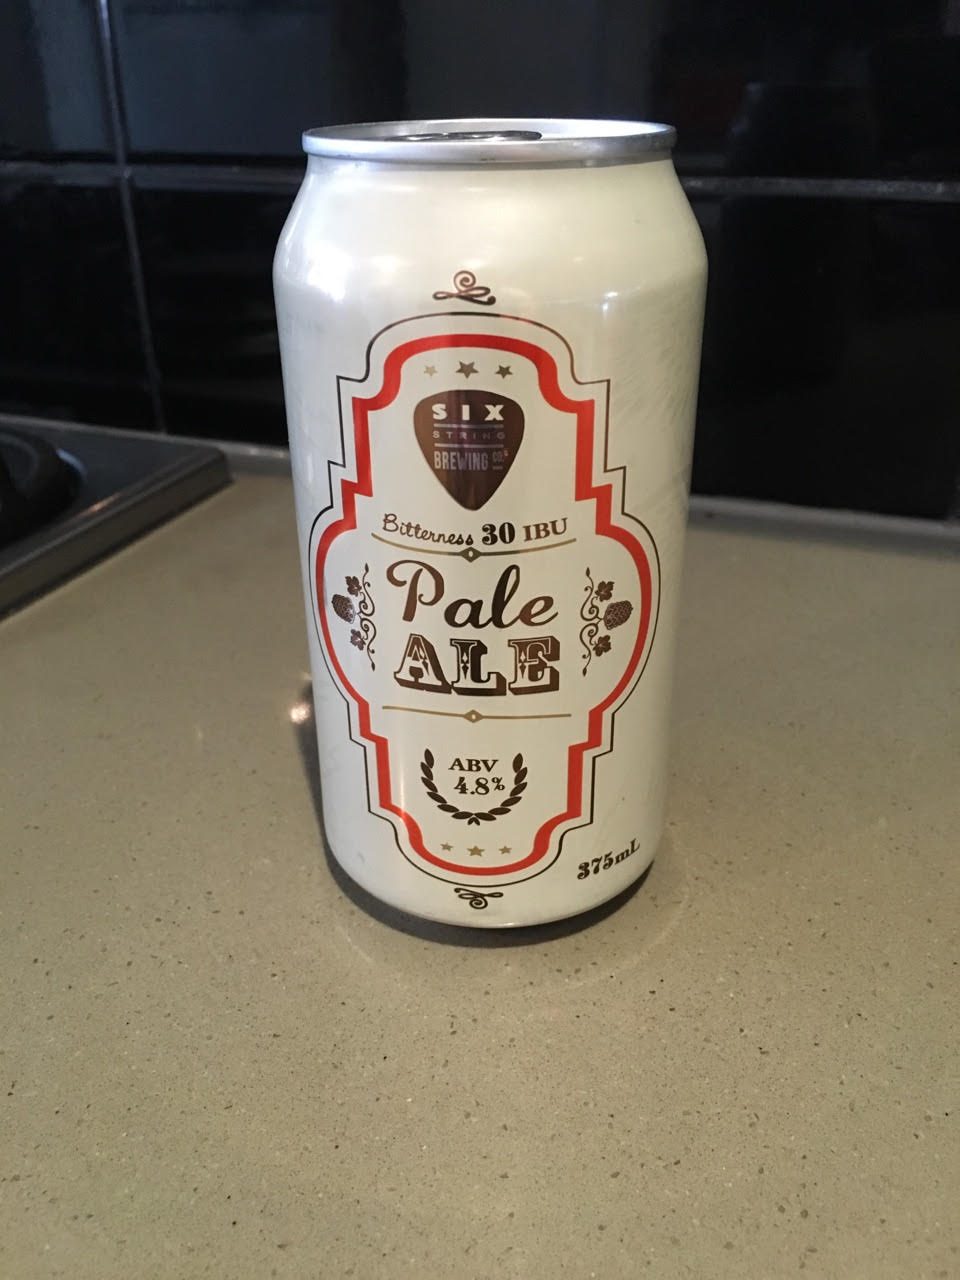 SIX
STRING
BREWING CO.
Bitterness 30 IBU
Pale
ALE
ABV
4.8%
375mL